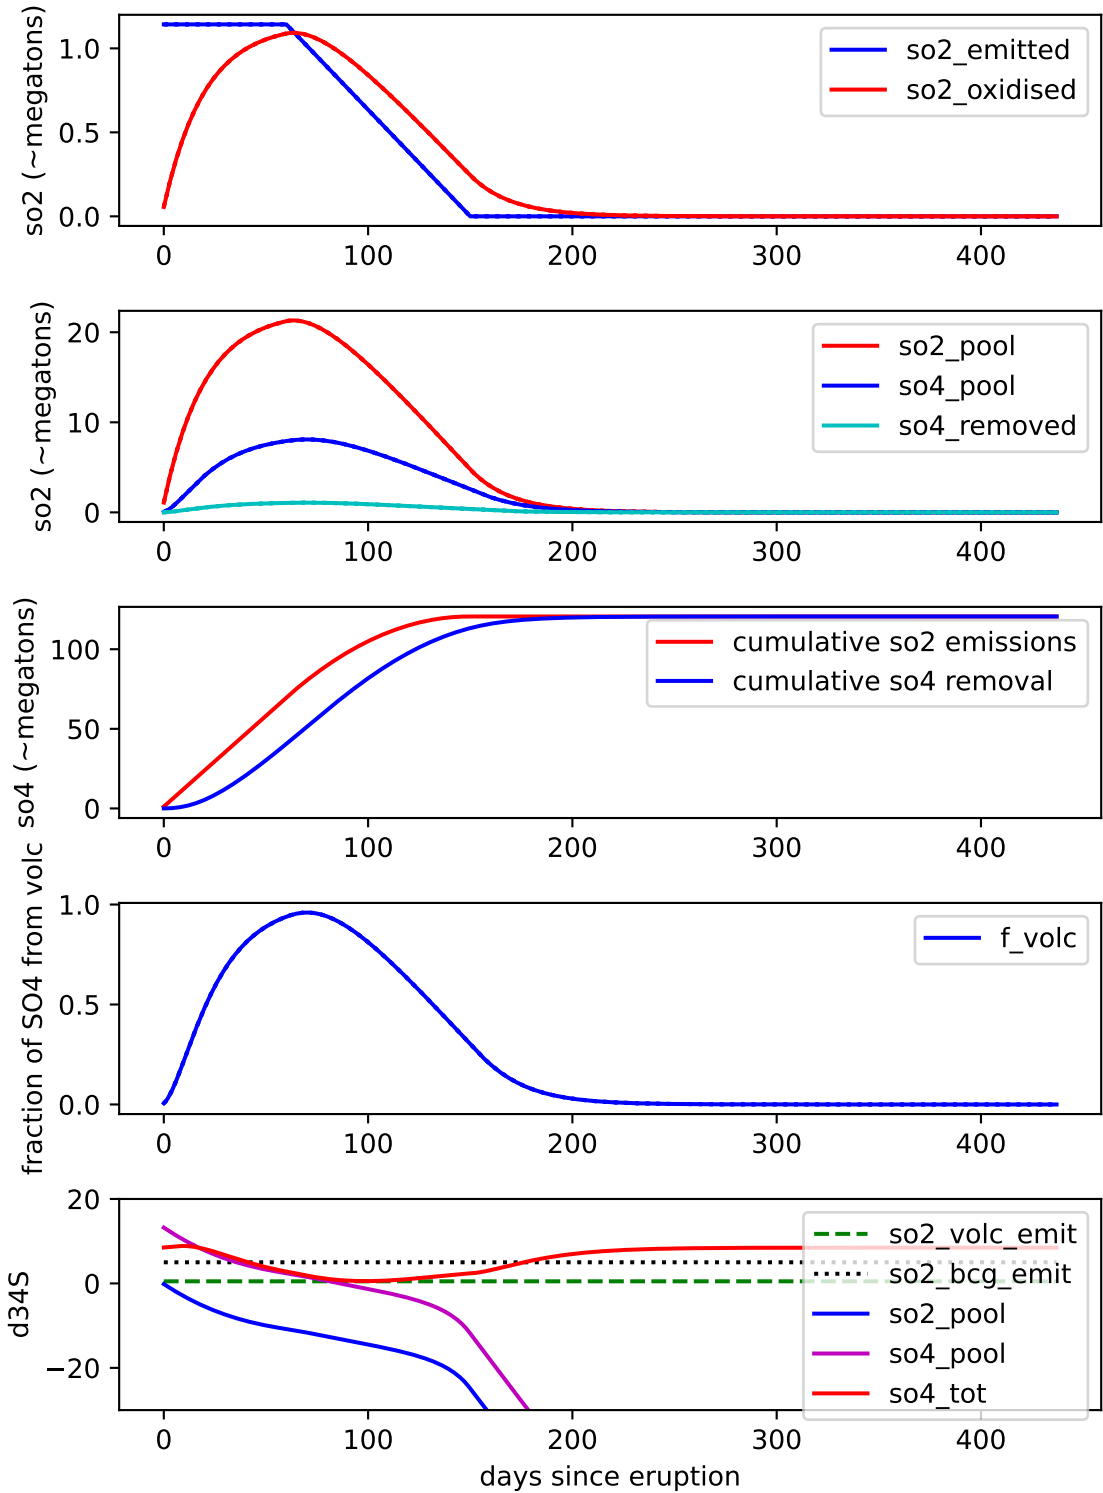 so2 (~megatons)
1.0
0.5
0.0
so2_emitted
so2_oxidised
0 100 200 300 400
so2 (~megatons)
20
10
0
so2_pool
so4_pool
so4_removed
0 100 200 300 400
so4 (~megatons)
100
50
0
cumulative so2 emissions
cumulative so4 removal
0 100 200 300 400
fraction of SO4 from volc
1.0
0.5
0.0
f_volc
0 100 200 300 400
d34S
20
0
−20
so2_volc_emit
so2_bcg_emit
so2_pool
so4_pool
so4_tot
0 100 200 300 400
days since eruption